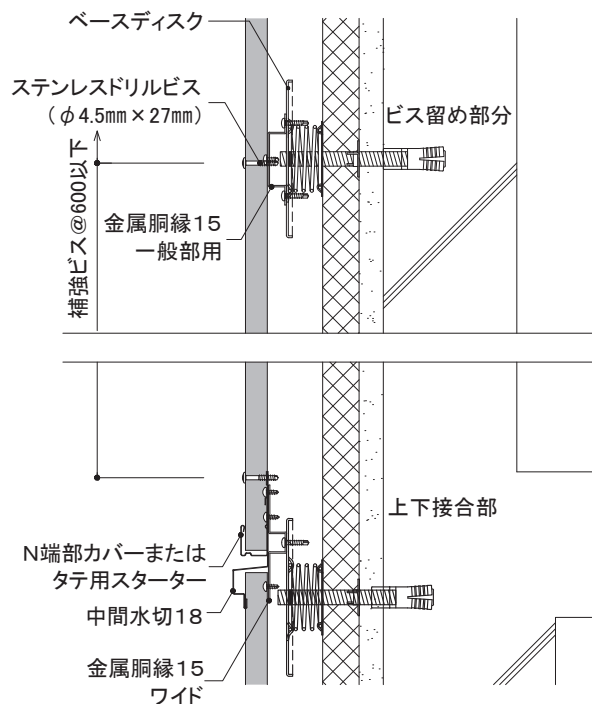 ベースディスク
ステンレスドリルビス
(φ4.5mm×27mm)
ビス留め部分
補強ビス@600以下
金属胴縁15
一般部用
上下接合部
N端部カバーまたは
タテ用スターター
中間水切18
金属胴縁15
ワイド